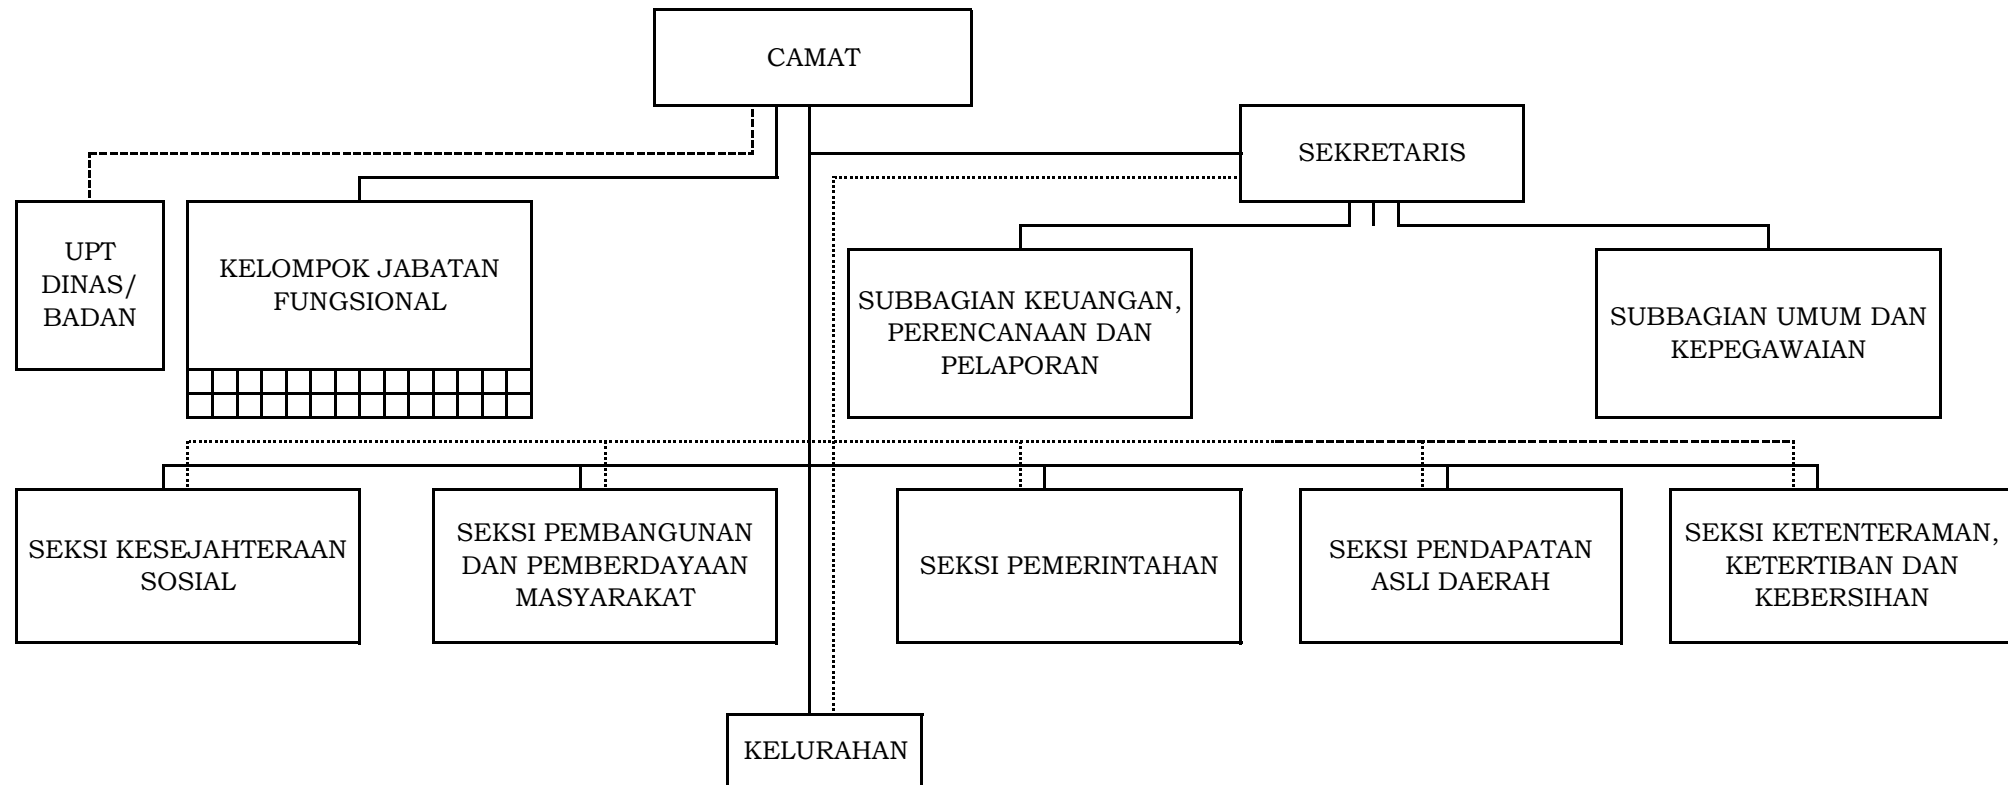 CAMAT
SEKRETARIS
UPT
DINAS/
BADAN
KELOMPOK JABATAN
FUNGSIONAL
SUBBAGIAN KEUANGAN,
PERENCANAAN DAN
PELAPORAN
SUBBAGIAN UMUM DAN
KEPEGAWAIAN
SEKSI KESEJAHTERAAN
SOSIAL
SEKSI PEMBANGUNAN
DAN PEMBERDAYAAN
MASYARAKAT
SEKSI PEMERINTAHAN
SEKSI PENDAPATAN
ASLI DAERAH
SEKSI KETENTERAMAN,
KETERTIBAN DAN
KEBERSIHAN
KELURAHAN